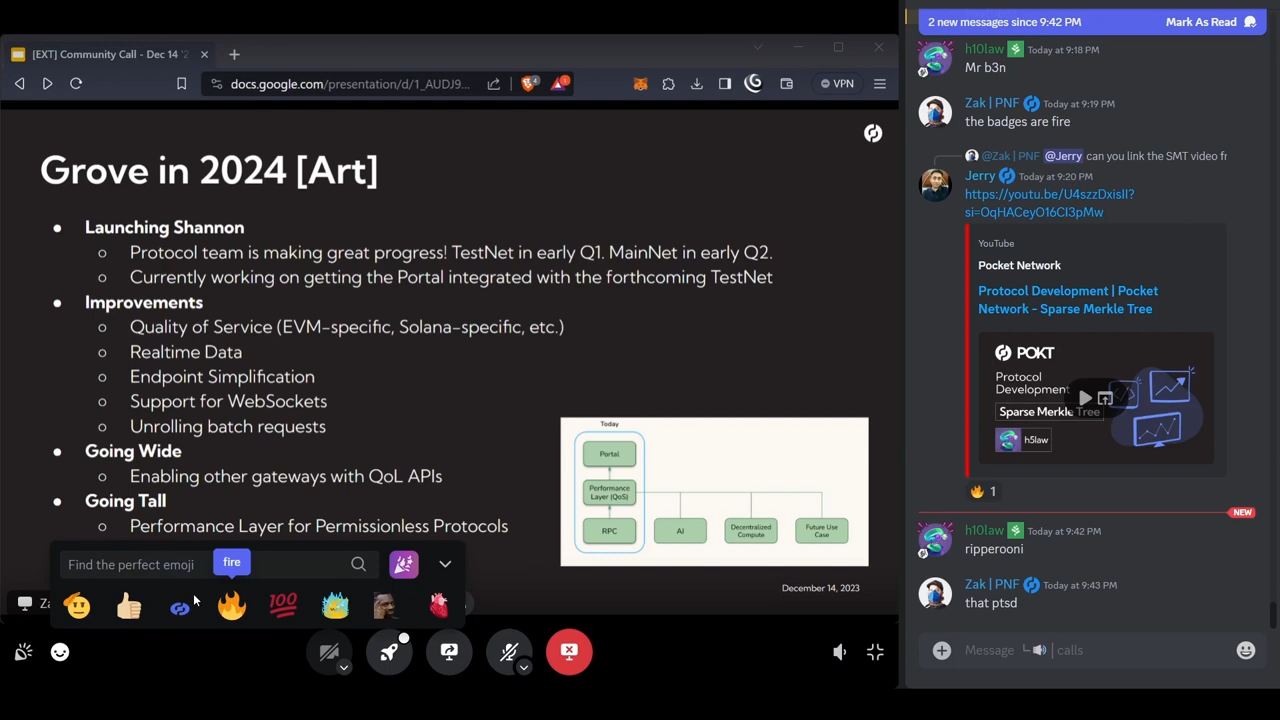 [EXT] Community Call - Dec 14 '2
docs.google.com/presentation/d/1_AUDJ9...
4
1
VPN
Grove in 2024 [Art]
Launching Shannon
Protocol team is making great progress! TestNet in early Q1. MainNet in early Q2.
Currently working on getting the Portal integrated with the forthcoming TestNet
Improvements
Quality of Service (EVM-specific, Solana-specific, etc.)
Realtime Data
Endpoint Simplification
Support for WebSockets
Unrolling batch requests
Going Wide
Enabling other gateways with QoL APIs
Going Tall
Performance Layer for Permissionless Protocols
Today
Portal
Performance
Layer (QoS)
RPC
AI
Decentralized
Compute
Future Use
Case
December 14, 2023
Find the perfect emoji
fire
Za
100
2 new messages since 9:42 PM
Mark As Read
h10law Today at 9:18 PM
Mr b3n
Zak | PNF Today at 9:19 PM
the badges are fire
@Zak | PNF @Jerry can you link the SMT video fr
Jerry Today at 9:20 PM
https://youtu.be/U4szzDxisII?
si=OqHACeyO16CI3pMw
YouTube
Pocket Network
Protocol Development | Pocket
Network - Sparse Merkle Tree
POKT
Protocol
Development
Sparse Merkle Tree
h5law
1
NEW
h10law Today at 9:42 PM
ripperooni
Zak | PNF Today at 9:43 PM
that ptsd
Message calls